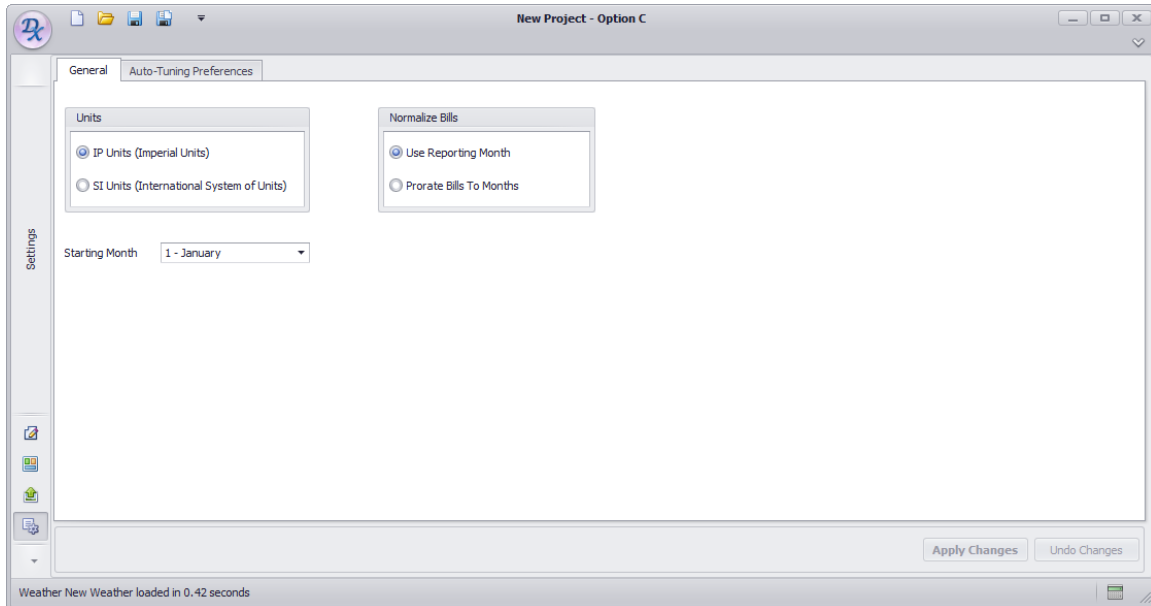 New Project - Option C
General
Auto-Tuning Preferences
Units
IP Units (Imperial Units)
SI Units (International System of Units)
Normalize Bills
Use Reporting Month
Prorate Bills To Months
Settings
Starting Month
1 - January
Apply Changes
Undo Changes
Weather New Weather loaded in 0.42 seconds